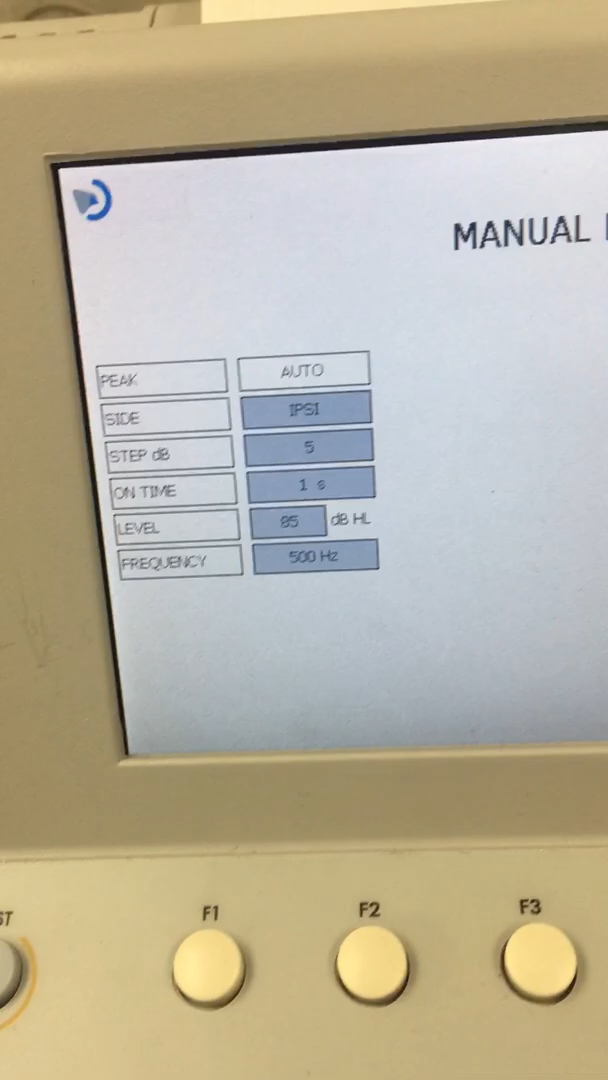 MANUAL
PEAK AUTO
SIDE IPSI
STEP dB 5
ON TIME 1 s
LEVEL 85 dB HL
FREQUENCY 500 Hz
ST F1 F2 F3